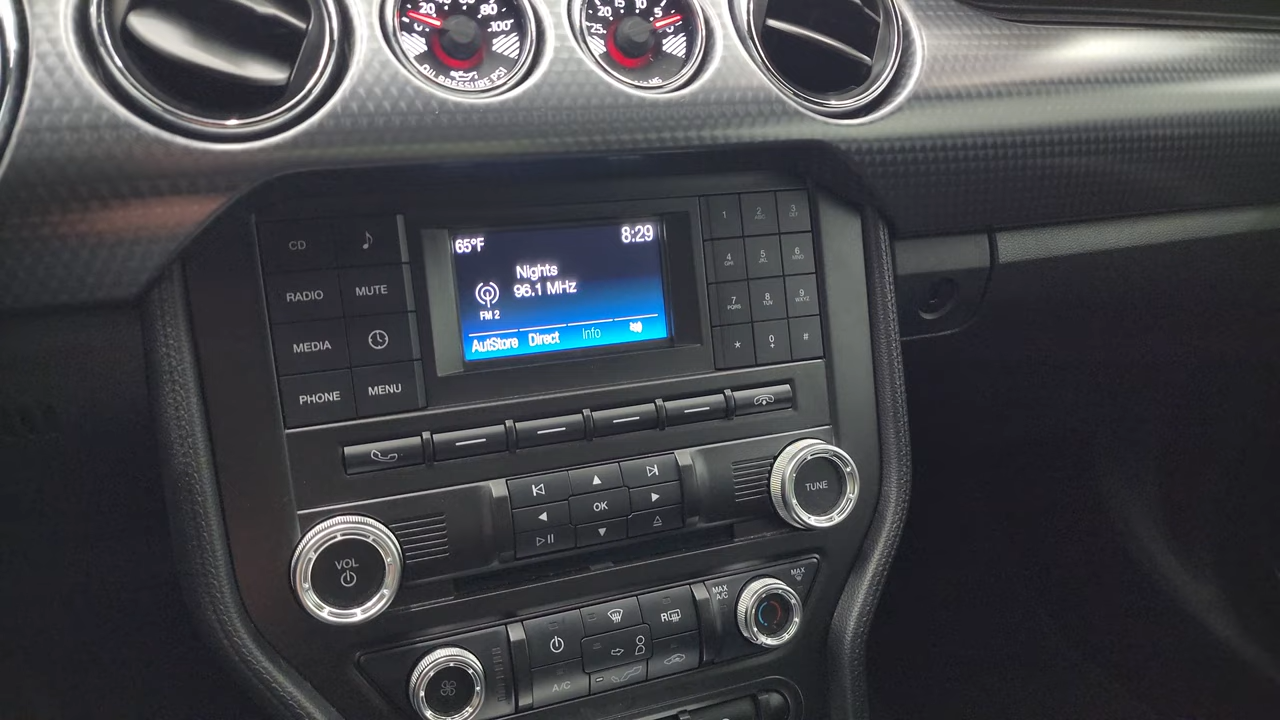 20 80
0 100
OIL PRESSURE PSI
20 15 10 5
25 0
65°F 8:29
Nights
96.1 MHz
FM 2
AutStore Direct Info
CD
RADIO MUTE
MEDIA
PHONE MENU
1 2 ABC 3 DEF
4 GHI 5 JKL 6 MNO
7 PQRS 8 TUV 9 WXYZ
* 0 + #
OK
TUNE
VOL
MAX A/C MAX
R
A/C